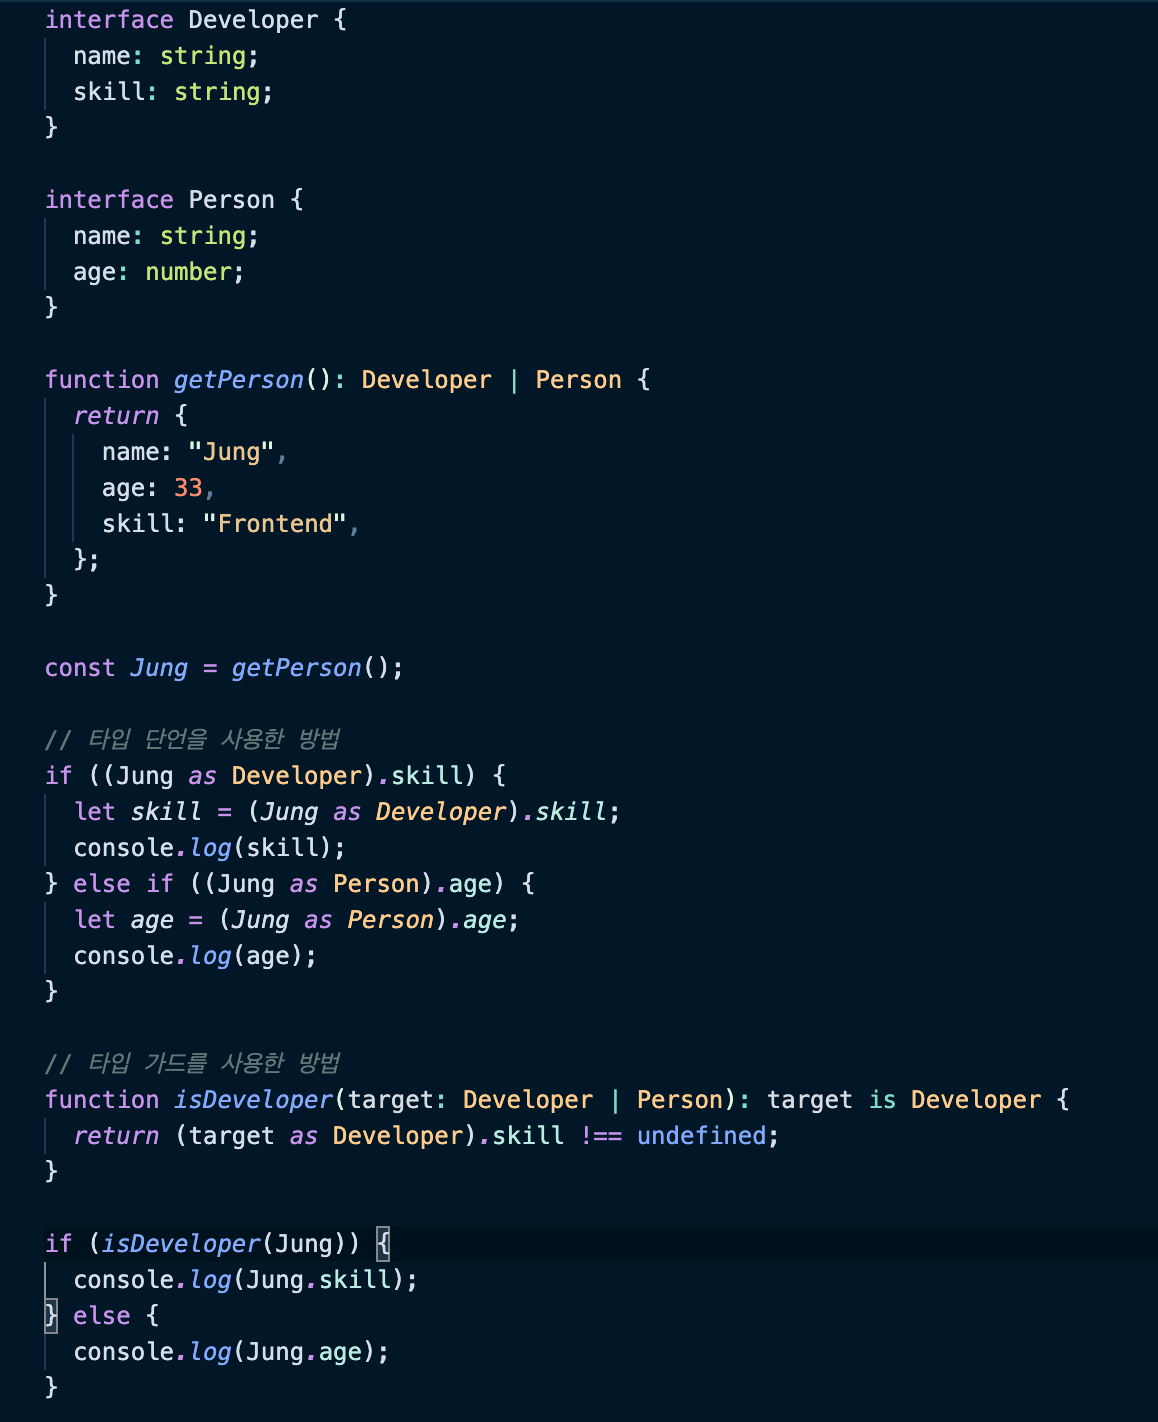 interface Developer {
  name: string;
  skill: string;
}

interface Person {
  name: string;
  age: number;
}

function getPerson(): Developer | Person {
  return {
    name: "Jung",
    age: 33,
    skill: "Frontend",
  };
}

const Jung = getPerson();

// 타입 단언을 사용한 방법
if ((Jung as Developer).skill) {
  let skill = (Jung as Developer).skill;
  console.log(skill);
} else if ((Jung as Person).age) {
  let age = (Jung as Person).age;
  console.log(age);
}

// 타입 가드를 사용한 방법
function isDeveloper(target: Developer | Person): target is Developer {
  return (target as Developer).skill !== undefined;
}

if (isDeveloper(Jung)) {
  console.log(Jung.skill);
} else {
  console.log(Jung.age);
}